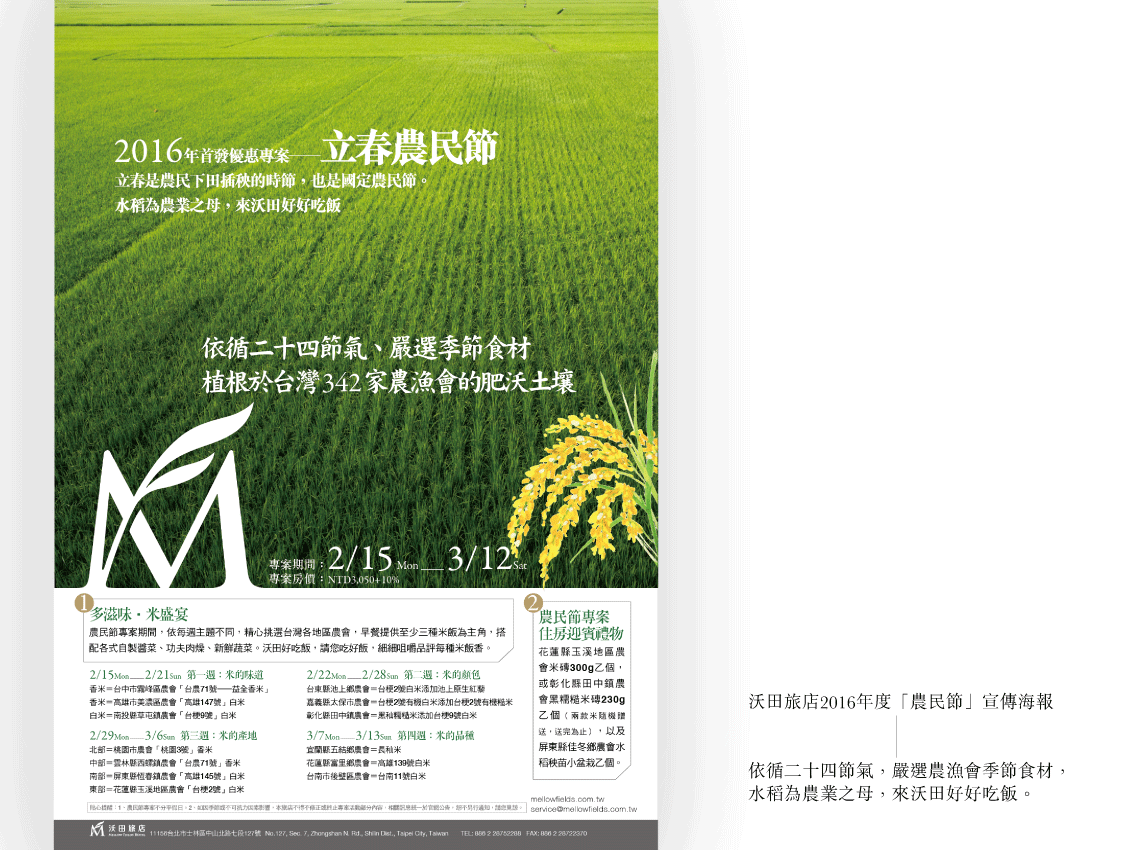 2016年首發優惠專案──立春農民節
立春是農民下田插秧的時節，也是國定農民節。
水稻為農業之母，來沃田好好吃飯
依循二十四節氣、嚴選季節食材
植根於台灣342家農漁會的肥沃土壤
專案期間：2/15 Mon __ 3/12 Sat
專案房價：NTD3,050+10%
1
多滋味・米盛宴
農民節專案期間，依每週主題不同，精心挑選台灣各地區農會，早餐提供至少三種米飯為主角，搭
配各式自製醬菜、功夫肉燥、新鮮蔬菜。沃田好吃飯，請您吃好飯，細細咀嚼品評每種米飯香。
2/15Mon__2/21Sun 第一週：米的味道
香米＝台中市霧峰區農會「台農71號──益全香米」
香米＝高雄市美濃區農會「高雄147號」白米
白米＝南投縣草屯鎮農會「台稉9號」白米
2/22Mon__2/28Sun 第二週：米的顏色
台東縣池上鄉農會＝台稉2號白米添加池上原生紅藜
嘉義縣太保市農會＝台稉2號有機白米添加台稉2號有機糙米
彰化縣田中鎮農會＝黑秈糯糙米添加台稉9號白米
2/29Mon__3/6Sun 第三週：米的產地
北部＝桃園市農會「桃園3號」香米
中部＝雲林縣西螺鎮農會「台農71號」香米
南部＝屏東縣恆春鎮農會「高雄145號」白米
東部＝花蓮縣玉溪地區農會「台稉2號」白米
3/7Mon__3/13Sun 第四週：米的品種
宜蘭縣五結鄉農會＝長秈米
花蓮縣富里鄉農會＝高雄139號白米
台南市後壁區農會＝台南11號白米
2
農民節專案
住房迎賓禮物
花蓮縣玉溪地區農
會米磚300g乙個，
或彰化縣田中鎮農
會黑糯糙米磚230g
乙個（兩款米隨機贈
送，送完為止），以及
屏東縣佳冬鄉農會水
稻秧苗小盆栽乙個。
mellowfields.com.tw
service@mellowfields.com.tw
沃田旅店
11156台北市士林區中山北路七段127號 No.127, Sec. 7, Zhongshan N. Rd., Shilin Dist., Taipei City, Taiwan TEL: 886 2 28752288 FAX: 886 2 28722370
沃田旅店2016年度「農民節」宣傳海報
依循二十四節氣，嚴選農漁會季節食材，
水稻為農業之母，來沃田好好吃飯。